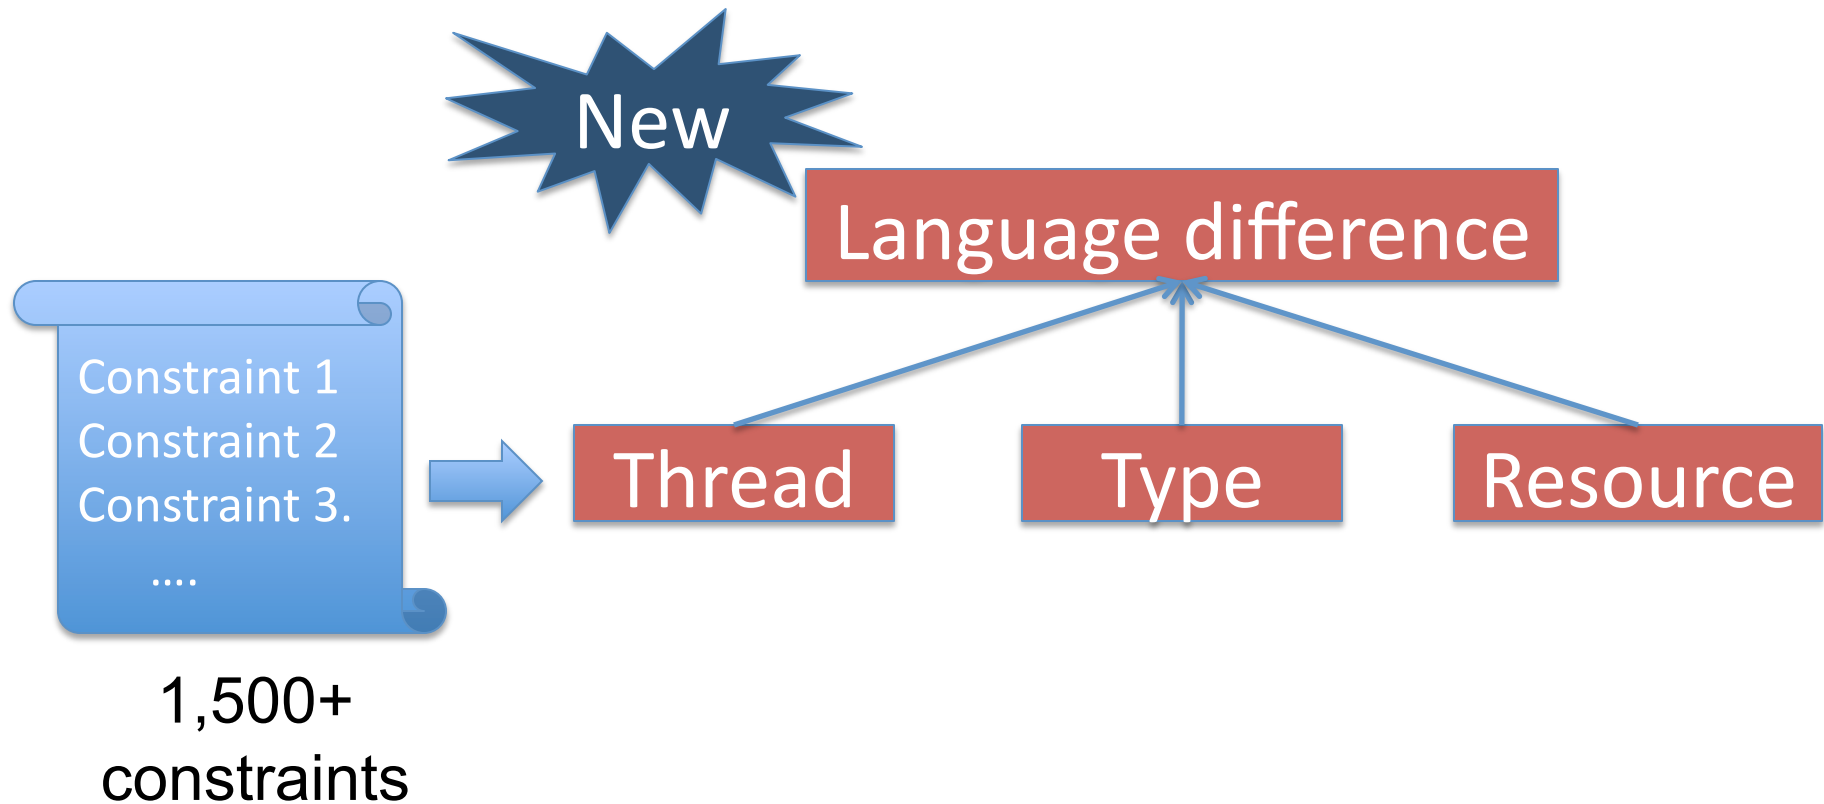 New
Language difference
Constraint 1
Constraint 2
Constraint 3.
....
Thread
Type
Resource
1,500+
constraints